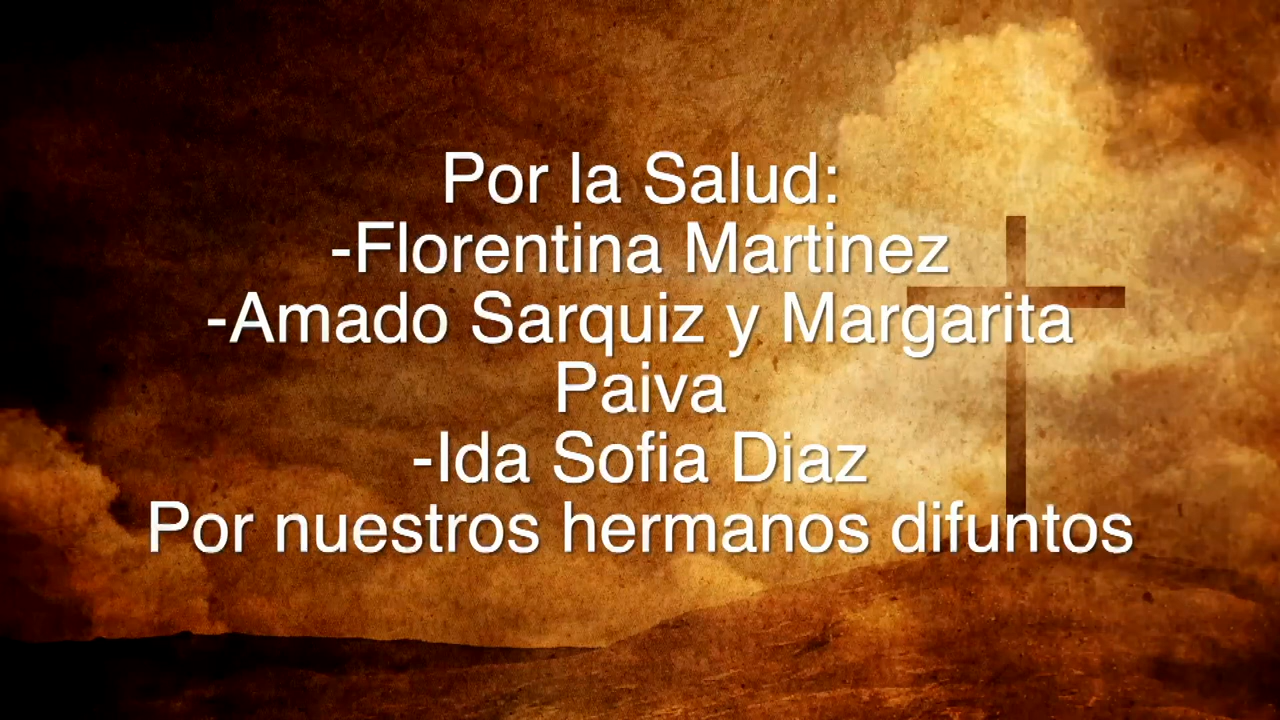 Por la Salud:
-Florentina Martinez
-Amado Sarquiz y Margarita
Paiva
-Ida Sofia Diaz
Por nuestros hermanos difuntos